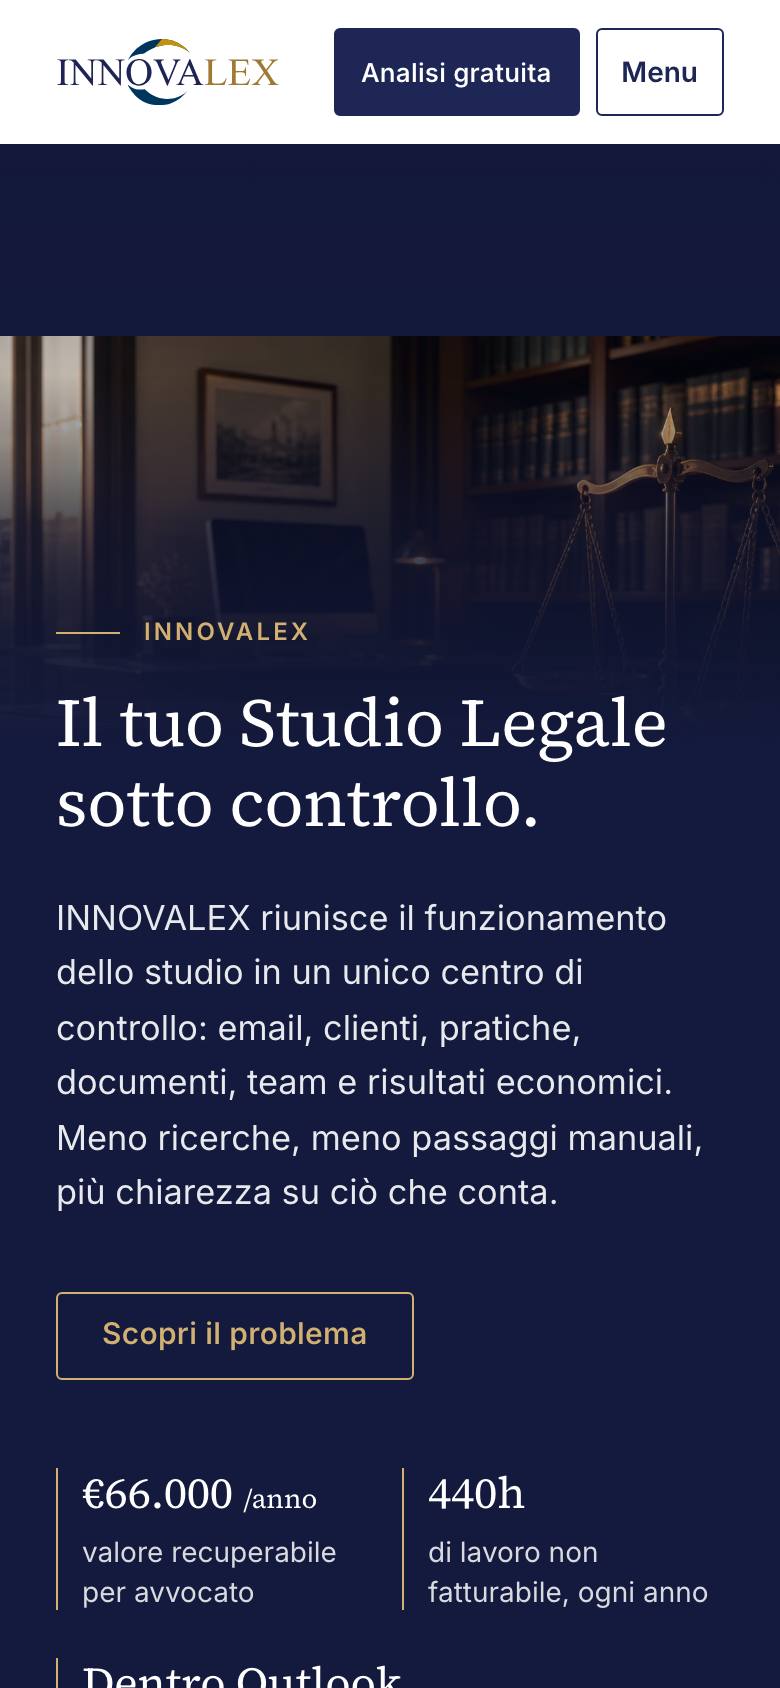 INNOVALEX
Analisi gratuita
Menu
INNOVALEX
Il tuo Studio Legale
sotto controllo.
INNOVALEX riunisce il funzionamento
dello studio in un unico centro di
controllo: email, clienti, pratiche,
documenti, team e risultati economici.
Meno ricerche, meno passaggi manuali,
più chiarezza su ciò che conta.
Scopri il problema
€66.000 /anno
valore recuperabile
per avvocato
440h
di lavoro non
fatturabile, ogni anno
Dentro Outlook